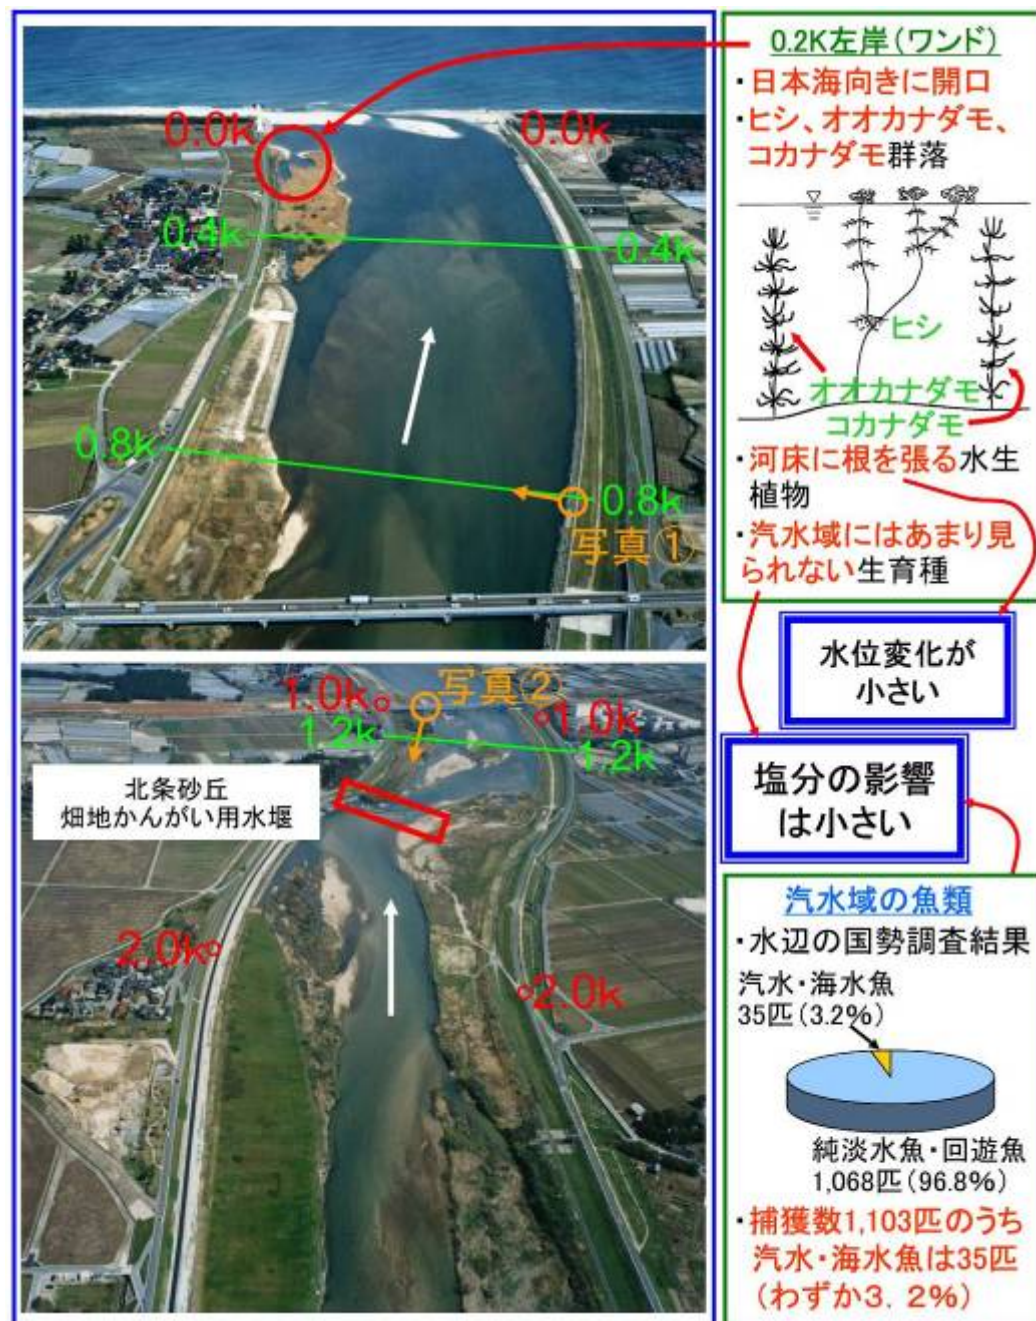 0.0k
0.0k
0.4k
0.4k
0.8k
0.8k
写真①
1.0k
写真②
1.0k
1.2k
1.2k
北条砂丘
畑地かんがい用水堰
2.0k
2.0k
0.2K左岸(ワンド)
・日本海向きに開口
・ヒシ、オオカナダモ、
コカナダモ群落
ヒシ
オオカナダモ
コカナダモ
・河床に根を張る水生
植物
・汽水域にはあまり見
られない生育種
水位変化が
小さい
塩分の影響
は小さい
汽水域の魚類
・水辺の国勢調査結果
汽水・海水魚
35匹(3.2%)
純淡水魚・回遊魚
1,068匹(96.8%)
・捕獲数1,103匹のうち
汽水・海水魚は35匹
(わずか3．2%)